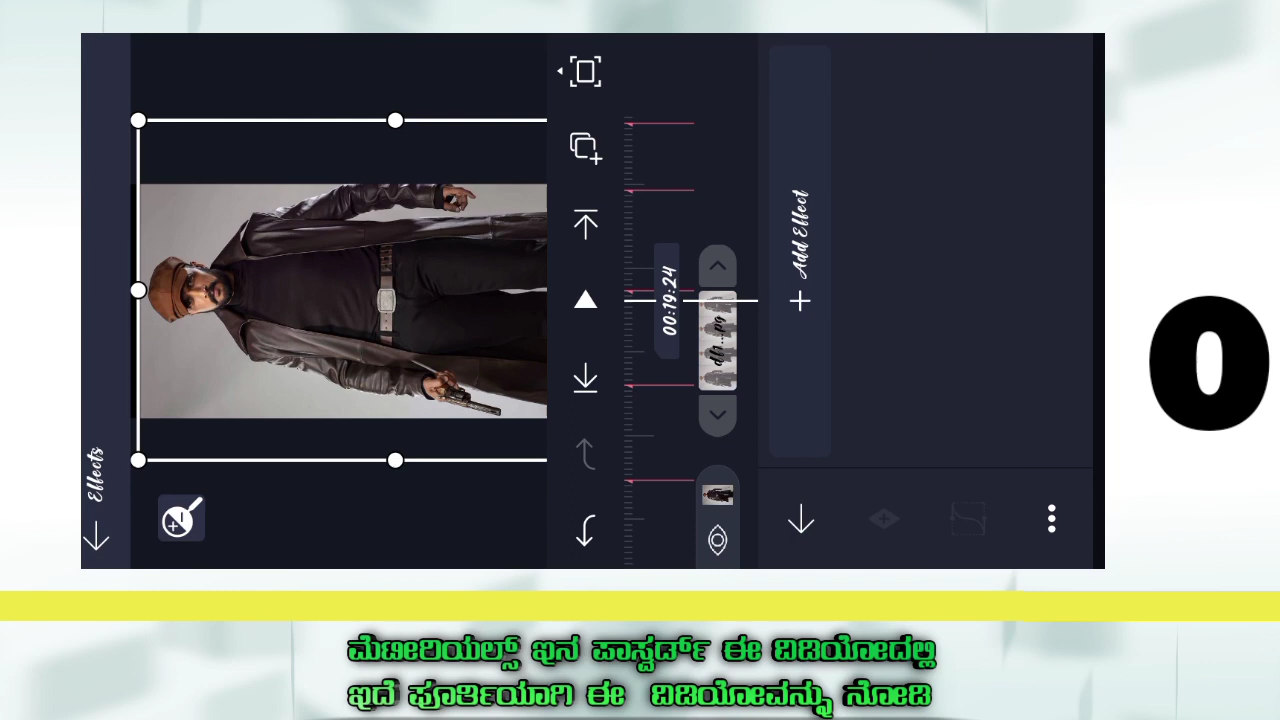 Effects
00:19:24
+ Add Effect
0
ಮೆಟೀರಿಯಲ್ಸ್ ಇನ ಪಾಸ್ವರ್ಡ್ ಈ ವಿಡಿಯೋದಲ್ಲಿ
ಇದೆ ಪೂರ್ತಿಯಾಗಿ ಈ ವಿಡಿಯೋವನ್ನು ನೋಡಿ